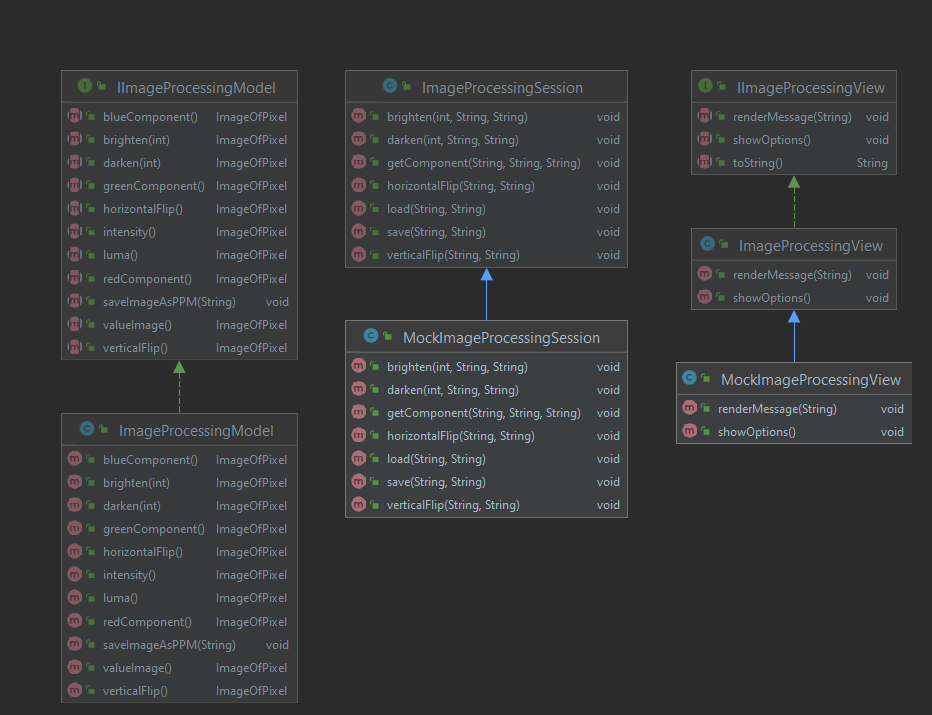 I IImageProcessingModel
m blueComponent() ImageOfPixel
m brighten(int) ImageOfPixel
m darken(int) ImageOfPixel
m greenComponent() ImageOfPixel
m horizontalFlip() ImageOfPixel
m intensity() ImageOfPixel
m luma() ImageOfPixel
m redComponent() ImageOfPixel
m saveImageAsPPM(String) void
m valueImage() ImageOfPixel
m verticalFlip() ImageOfPixel
C ImageProcessingModel
m blueComponent() ImageOfPixel
m brighten(int) ImageOfPixel
m darken(int) ImageOfPixel
m greenComponent() ImageOfPixel
m horizontalFlip() ImageOfPixel
m intensity() ImageOfPixel
m luma() ImageOfPixel
m redComponent() ImageOfPixel
m saveImageAsPPM(String) void
m valueImage() ImageOfPixel
m verticalFlip() ImageOfPixel
C ImageProcessingSession
m brighten(int, String, String) void
m darken(int, String, String) void
m getComponent(String, String, String) void
m horizontalFlip(String, String) void
m load(String, String) void
m save(String, String) void
m verticalFlip(String, String) void
C MockImageProcessingSession
m brighten(int, String, String) void
m darken(int, String, String) void
m getComponent(String, String, String) void
m horizontalFlip(String, String) void
m load(String, String) void
m save(String, String) void
m verticalFlip(String, String) void
I IImageProcessingView
m renderMessage(String) void
m showOptions() void
m toString() String
C ImageProcessingView
m renderMessage(String) void
m showOptions() void
C MockImageProcessingView
m renderMessage(String) void
m showOptions() void